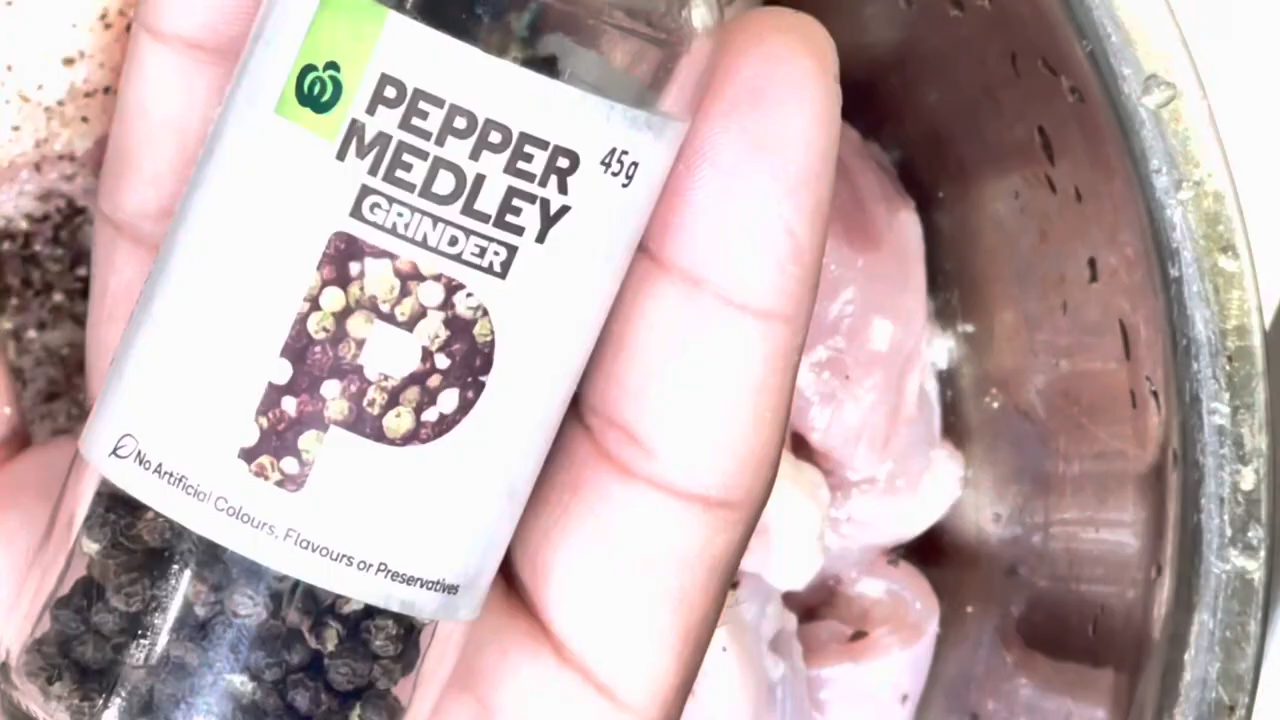 PEPPER
MEDLEY
45g
GRINDER
No Artificial Colours, Flavours or Preservatives